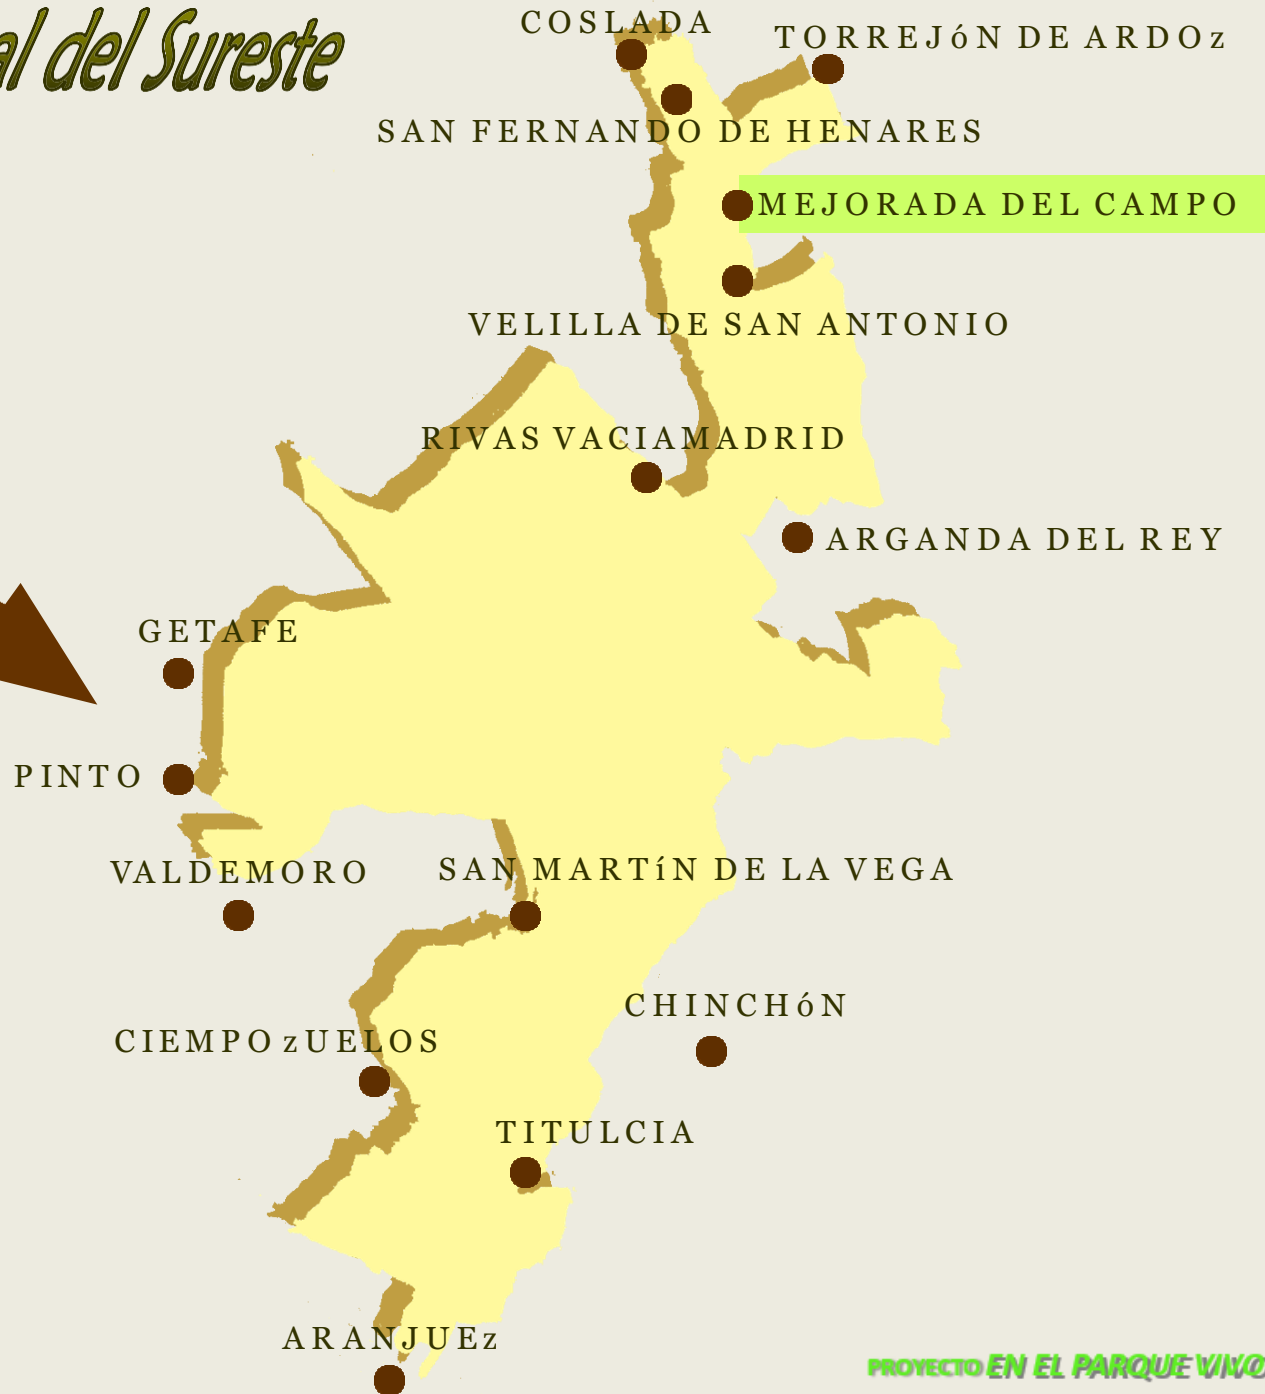 al del Sureste
COSLADA
TORREJóN DE ARDOz
SAN FERNANDO DE HENARES
MEJORADA DEL CAMPO
VELILLA DE SAN ANTONIO
RIVAS VACIAMADRID
ARGANDA DEL REY
GETAFE
PINTO
VALDEMORO
SAN MARTíN DE LA VEGA
CHINCHóN
CIEMPOzUELOS
TITULCIA
ARANJUEz
PROYECTO EN EL PARQUE VIVO